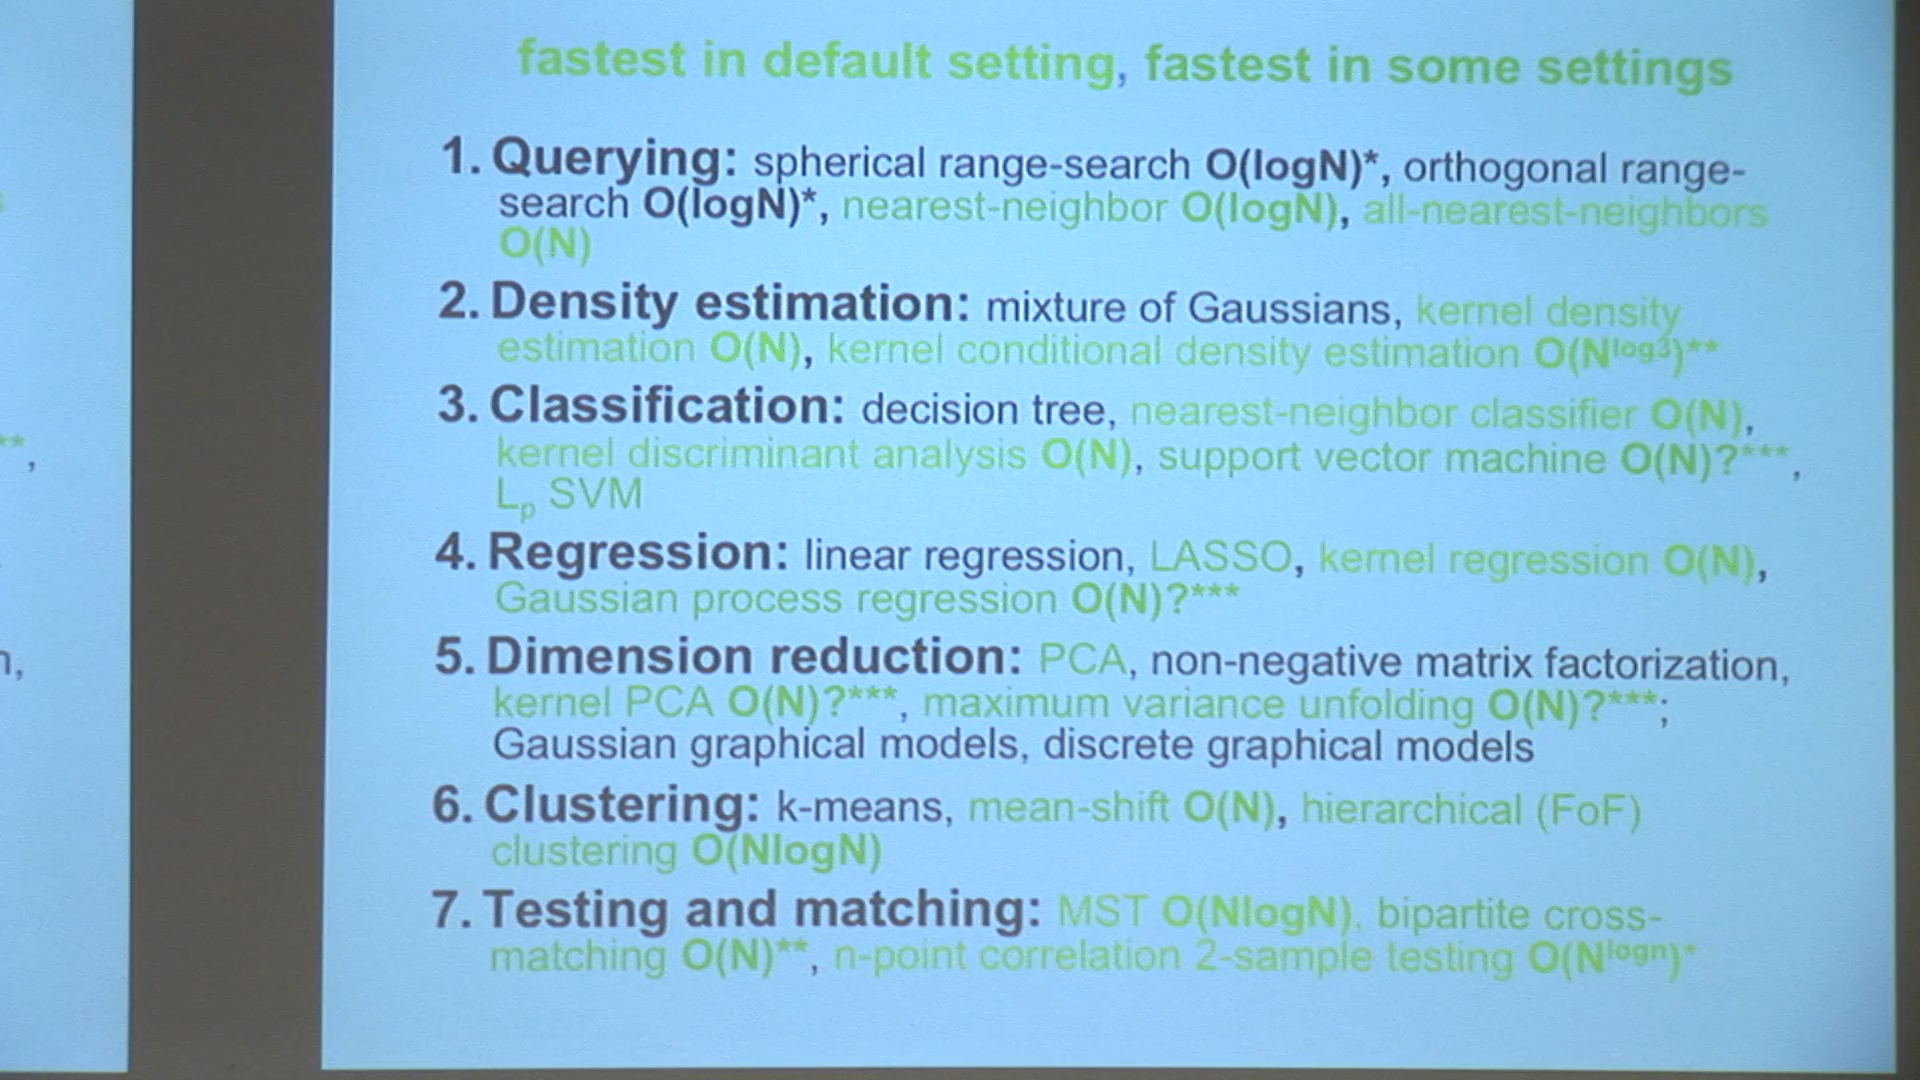 fastest in default setting, fastest in some settings
1. Querying: spherical range-search O(logN)*, orthogonal range-
search O(logN)*, nearest-neighbor O(logN), all-nearest-neighbors
O(N)
2. Density estimation: mixture of Gaussians, kernel density
estimation O(N), kernel conditional density estimation O(N^log3)**
3. Classification: decision tree, nearest-neighbor classifier O(N),
kernel discriminant analysis O(N), support vector machine O(N)?***,
Lp SVM
4. Regression: linear regression, LASSO, kernel regression O(N),
Gaussian process regression O(N)?***
5. Dimension reduction: PCA, non-negative matrix factorization,
kernel PCA O(N)?***, maximum variance unfolding O(N)?***;
Gaussian graphical models, discrete graphical models
6. Clustering: k-means, mean-shift O(N), hierarchical (FoF)
clustering O(NlogN)
7. Testing and matching: MST O(NlogN), bipartite cross-
matching O(N)**, n-point correlation 2-sample testing O(N^logn)*